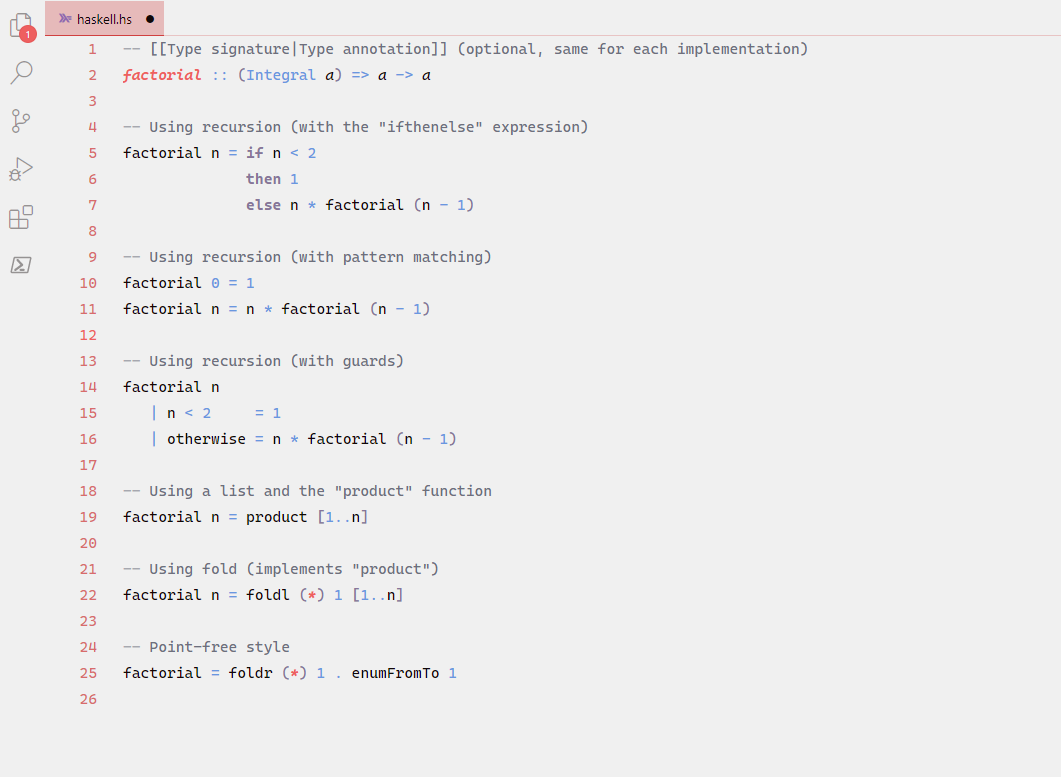 haskell.hs
1
1 -- [[Type signature|Type annotation]] (optional, same for each implementation)
2 factorial :: (Integral a) => a -> a
3
4 -- Using recursion (with the "ifthenelse" expression)
5 factorial n = if n < 2
6               then 1
7               else n * factorial (n - 1)
8
9 -- Using recursion (with pattern matching)
10 factorial 0 = 1
11 factorial n = n * factorial (n - 1)
12
13 -- Using recursion (with guards)
14 factorial n
15    | n < 2     = 1
16    | otherwise = n * factorial (n - 1)
17
18 -- Using a list and the "product" function
19 factorial n = product [1..n]
20
21 -- Using fold (implements "product")
22 factorial n = foldl (*) 1 [1..n]
23
24 -- Point-free style
25 factorial = foldr (*) 1 . enumFromTo 1
26